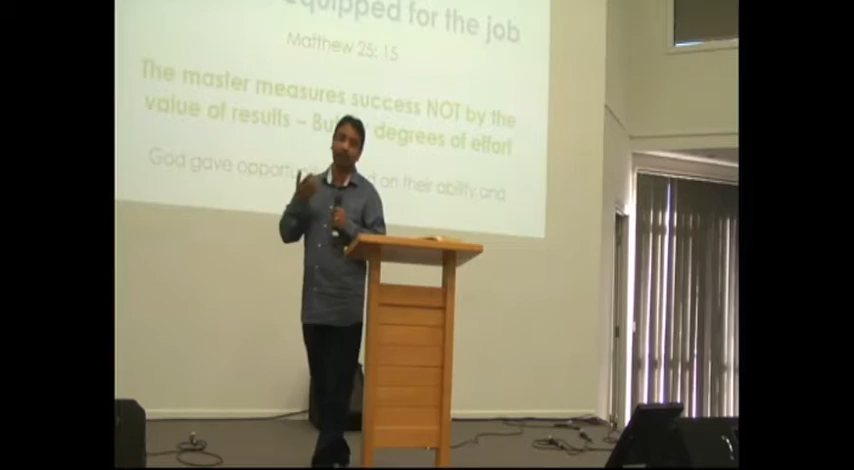 equipped for the job
Matthew 25: 15
The master measures success NOT by the
value of results – But degrees of effort
God gave on their ability and